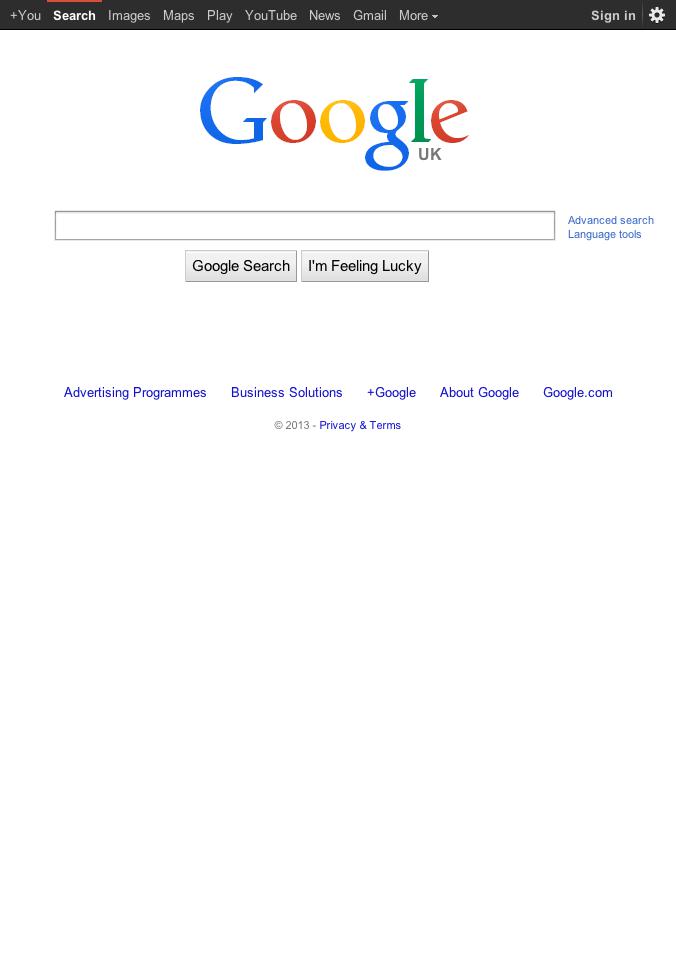 +You Search Images Maps Play YouTube News Gmail More Sign in
Google
UK
Advanced search
Language tools
Google Search I'm Feeling Lucky
Advertising Programmes Business Solutions +Google About Google Google.com
© 2013 - Privacy & Terms